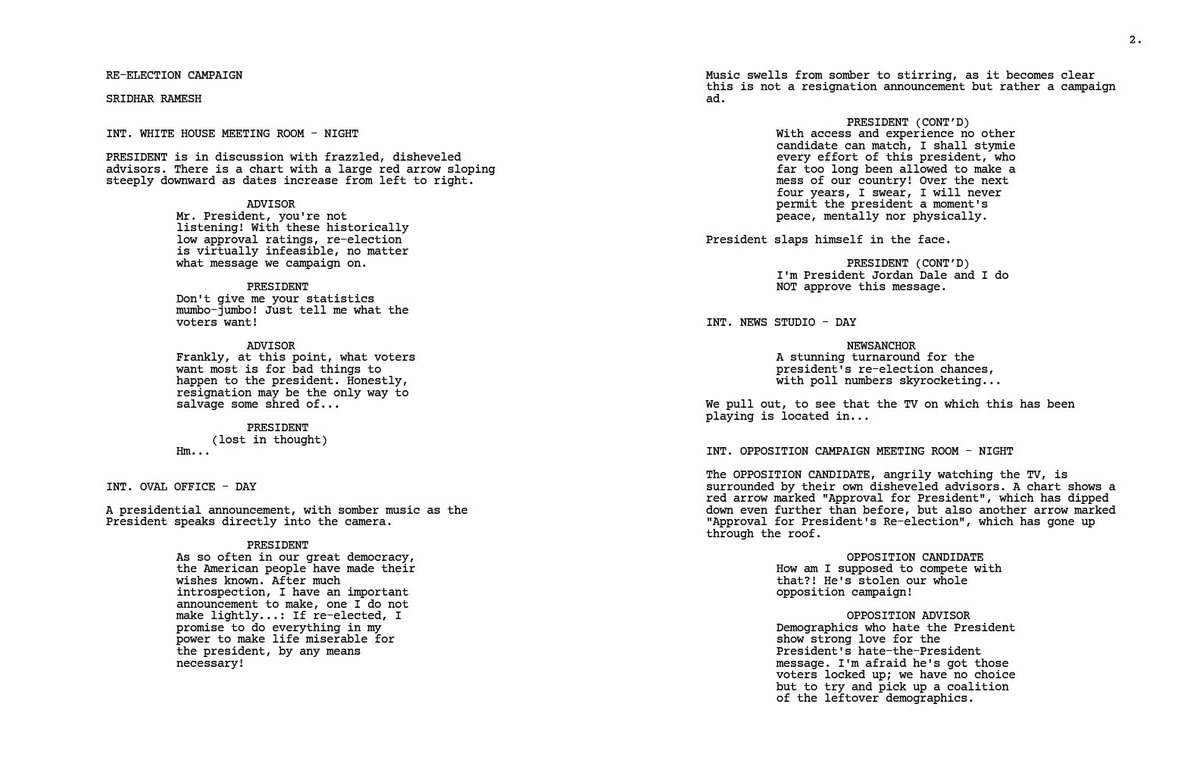 RE-ELECTION CAMPAIGN
SRIDHAR RAMESH
INT. WHITE HOUSE MEETING ROOM - NIGHT
PRESIDENT is in discussion with frazzled, disheveled
advisors. There is a chart with a large red arrow sloping
steeply downward as dates increase from left to right.
ADVISOR
Mr. President, you're not
listening! With these historically
low approval ratings, re-election
is virtually infeasible, no matter
what message we campaign on.
PRESIDENT
Don't give me your statistics
mumbo-jumbo! Just tell me what the
voters want!
ADVISOR
Frankly, at this point, what voters
want most is for bad things to
happen to the president. Honestly,
resignation may be the only way to
salvage some shred of...
PRESIDENT
(lost in thought)
Hm...
INT. OVAL OFFICE - DAY
A presidential announcement, with somber music as the
President speaks directly into the camera.
PRESIDENT
As so often in our great democracy,
the American people have made their
wishes known. After much
introspection, I have an important
announcement to make, one I do not
make lightly...: If re-elected, I
promise to do everything in my
power to make life miserable for
the president, by any means
necessary!
2.
Music swells from somber to stirring, as it becomes clear
this is not a resignation announcement but rather a campaign
ad.
PRESIDENT (CONT'D)
With access and experience no other
candidate can match, I shall stymie
every effort of this president, who
far too long been allowed to make a
mess of our country! Over the next
four years, I swear, I will never
permit the president a moment's
peace, mentally nor physically.
President slaps himself in the face.
PRESIDENT (CONT'D)
I'm President Jordan Dale and I do
NOT approve this message.
INT. NEWS STUDIO - DAY
NEWSANCHOR
A stunning turnaround for the
president's re-election chances,
with poll numbers skyrocketing...
We pull out, to see that the TV on which this has been
playing is located in...
INT. OPPOSITION CAMPAIGN MEETING ROOM - NIGHT
The OPPOSITION CANDIDATE, angrily watching the TV, is
surrounded by their own disheveled advisors. A chart shows a
red arrow marked "Approval for President", which has dipped
down even further than before, but also another arrow marked
"Approval for President's Re-election", which has gone up
through the roof.
OPPOSITION CANDIDATE
How am I supposed to compete with
that?! He's stolen our whole
opposition campaign!
OPPOSITION ADVISOR
Demographics who hate the President
show strong love for the
President's hate-the-President
message. I'm afraid he's got those
voters locked up; we have no choice
but to try and pick up a coalition
of the leftover demographics.